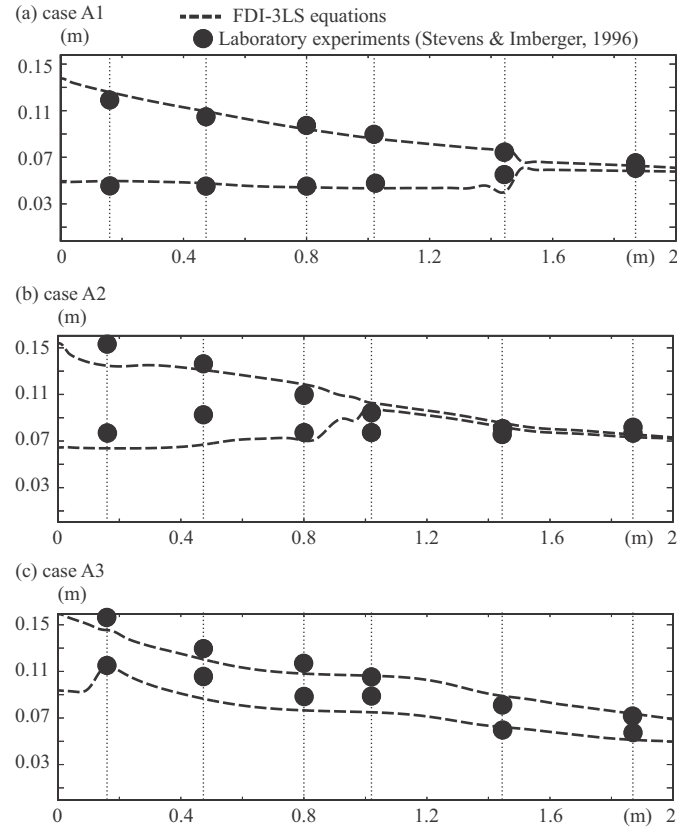 (a) case A1
(m)
FDI-3LS equations
Laboratory experiments (Stevens & Imberger, 1996)
0.15
0.11
0.07
0.03
0 0.4 0.8 1.2 1.6 (m) 2
(b) case A2
(m)
0.15
0.11
0.07
0.03
0 0.4 0.8 1.2 1.6 (m) 2
(c) case A3
(m)
0.15
0.11
0.07
0.03
0 0.4 0.8 1.2 1.6 (m) 2